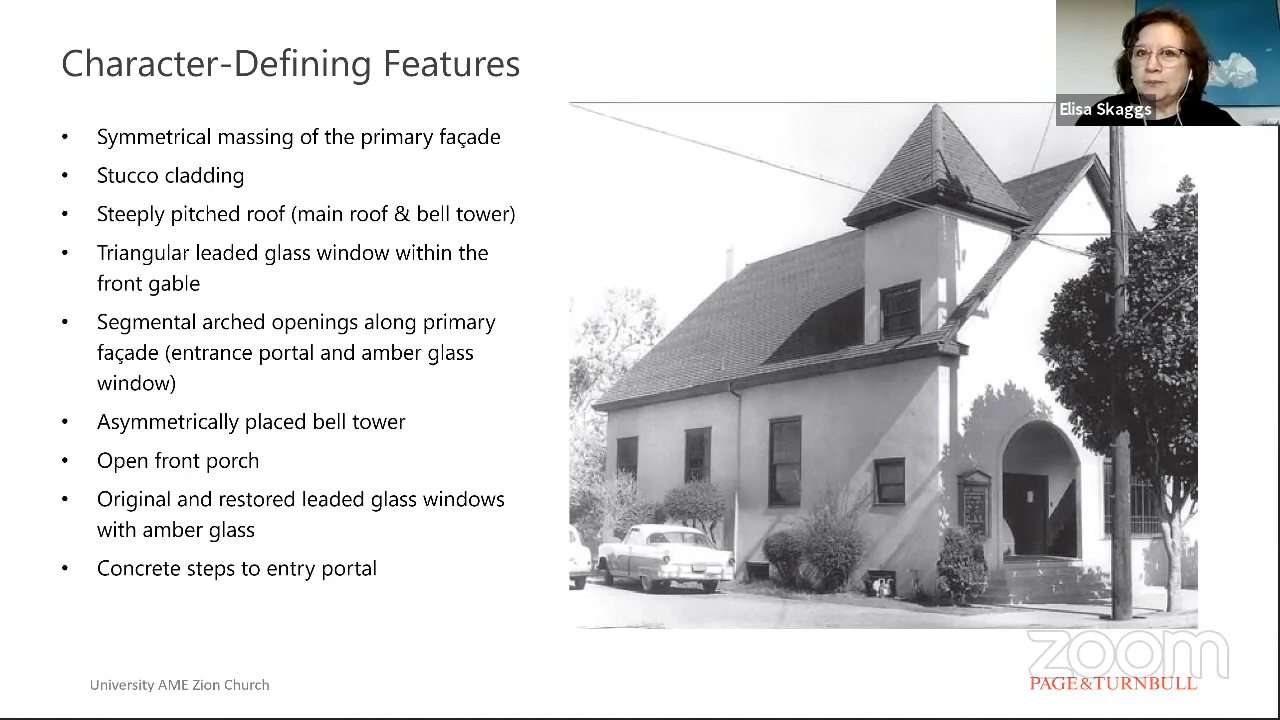 Character-Defining Features
Elisa Skaggs
• Symmetrical massing of the primary façade
• Stucco cladding
• Steeply pitched roof (main roof & bell tower)
• Triangular leaded glass window within the
front gable
• Segmental arched openings along primary
façade (entrance portal and amber glass
window)
• Asymmetrically placed bell tower
• Open front porch
• Original and restored leaded glass windows
with amber glass
• Concrete steps to entry portal
zoom
University AME Zion Church
PAGE&TURNBULL